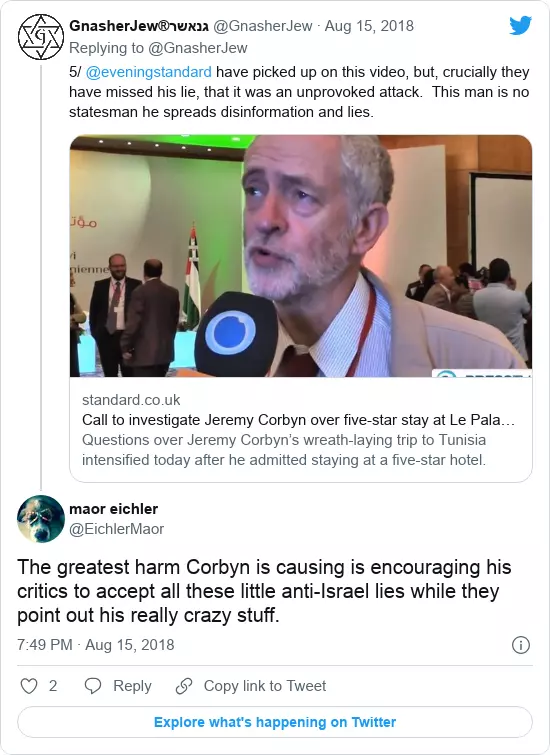 GnasherJew®גנאשר @GnasherJew · Aug 15, 2018
Replying to @GnasherJew
5/ @eveningstandard have picked up on this video, but, crucially they
have missed his lie, that it was an unprovoked attack.  This man is no
statesman he spreads disinformation and lies.
standard.co.uk
Call to investigate Jeremy Corbyn over five-star stay at Le Pala…
Questions over Jeremy Corbyn’s wreath-laying trip to Tunisia
intensified today after he admitted staying at a five-star hotel.
maor eichler
@EichlerMaor
The greatest harm Corbyn is causing is encouraging his
critics to accept all these little anti-Israel lies while they
point out his really crazy stuff.
7:49 PM · Aug 15, 2018
2 Reply Copy link to Tweet
Explore what's happening on Twitter